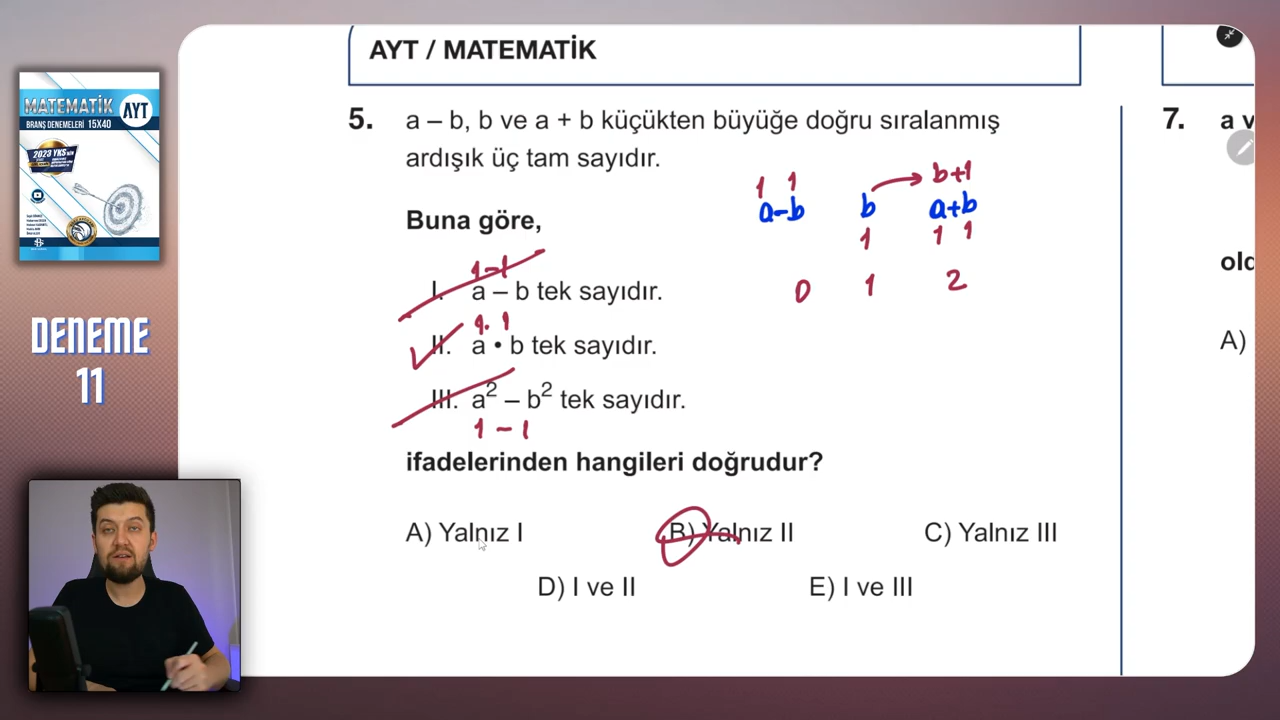 AYT / MATEMATİK
MATEMATİK AYT
BRANŞ DENEMELERİ 15X40
2023 YKS'NİN
DENEME
11
5. a – b, b ve a + b küçükten büyüğe doğru sıralanmış
ardışık üç tam sayıdır.
b+1
1 1
a-b b a+b
1 1 1
0 1 2
Buna göre,
1-1
I. a – b tek sayıdır.
1. 1
II. a • b tek sayıdır.
III. a² – b² tek sayıdır.
1 - 1
ifadelerinden hangileri doğrudur?
A) Yalnız I B) Yalnız II C) Yalnız III
D) I ve II E) I ve III
7. a v
old
A)